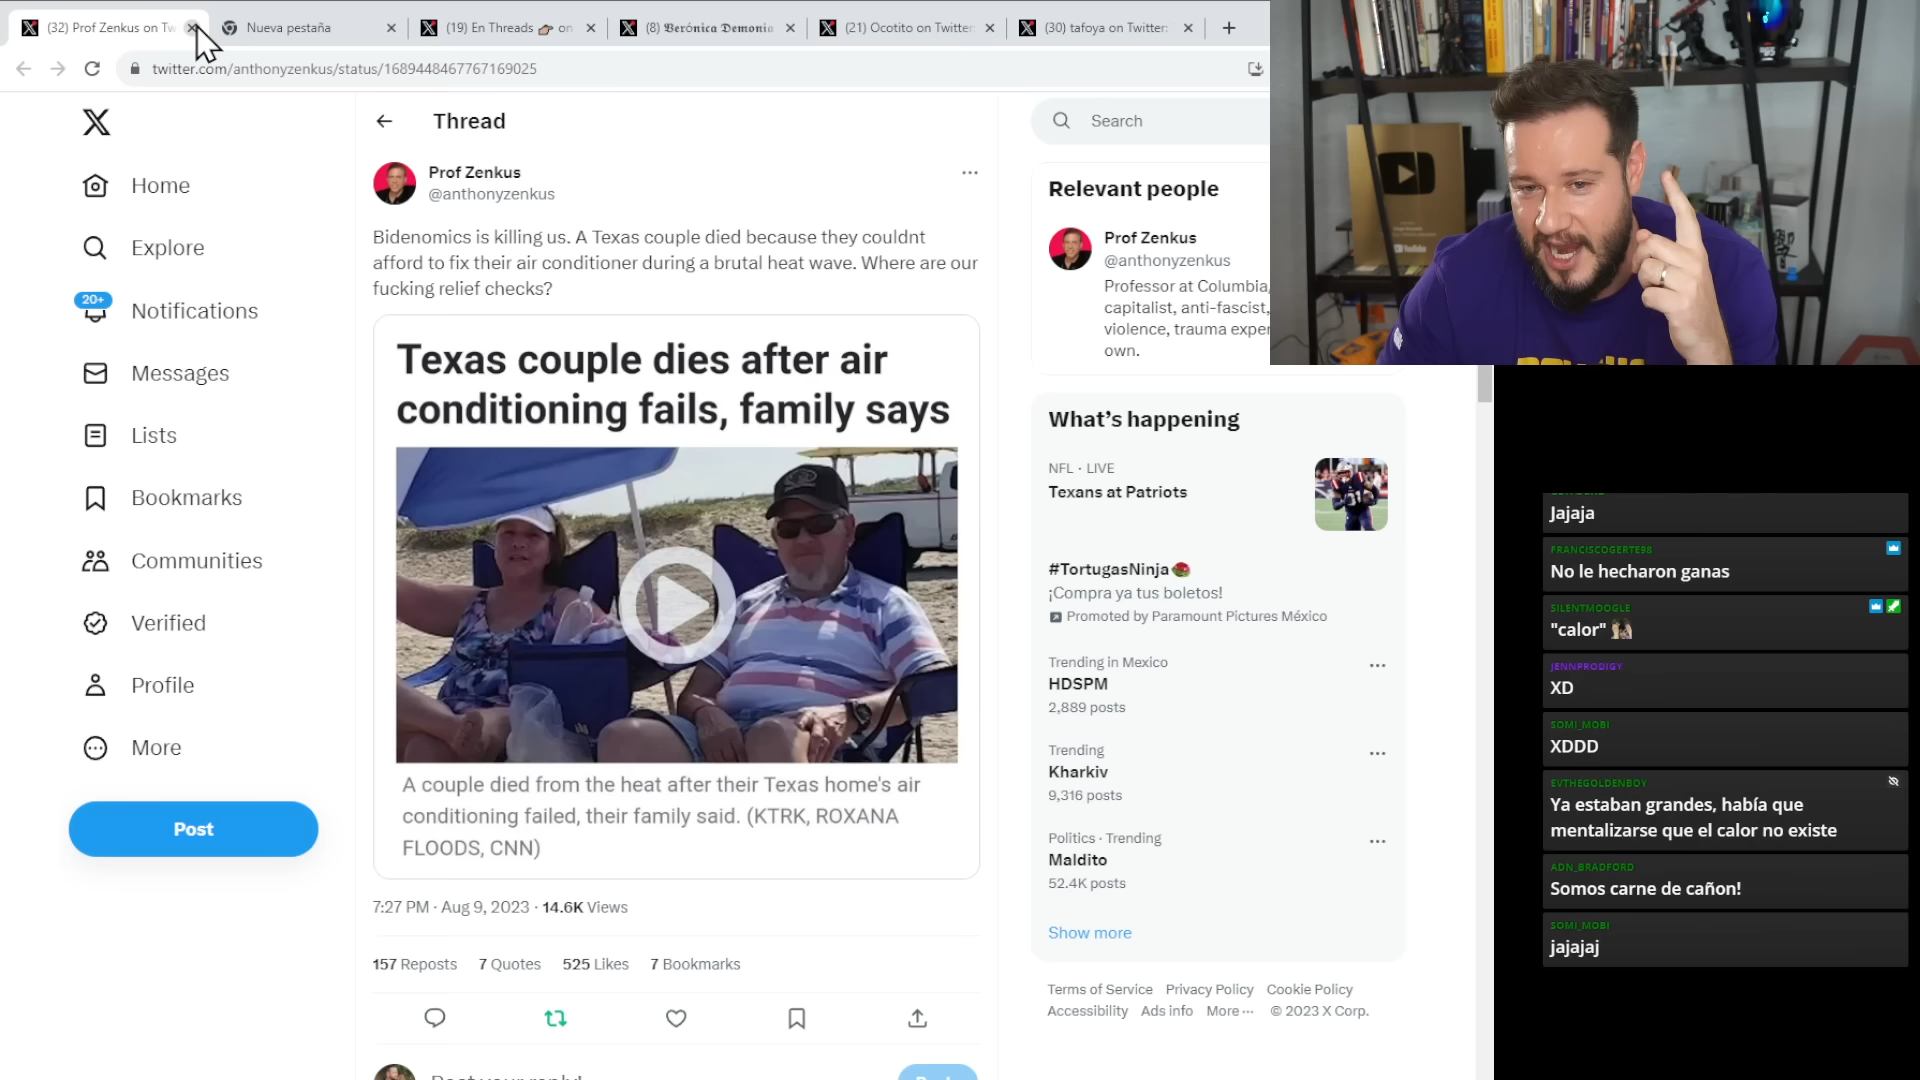 (32) Prof Zenkus on Tw
Nueva pestaña
(19) En Threads 👉 on
(8) 𝕭𝖊𝖗ó𝖓𝖎𝖈𝖆 𝕯𝖊𝖒𝖔𝖓𝖎𝖔
(21) Ocotito on Twitter:
(30) tafoya on Twitter:
twitter.com/anthonyzenkus/status/1689448467767169025
Home
Explore
20+
Notifications
Messages
Lists
Bookmarks
Communities
Verified
Profile
More
Post
Thread
Prof Zenkus
@anthonyzenkus
Bidenomics is killing us. A Texas couple died because they couldnt
afford to fix their air conditioner during a brutal heat wave. Where are our
fucking relief checks?
Texas couple dies after air
conditioning fails, family says
A couple died from the heat after their Texas home's air
conditioning failed, their family said. (KTRK, ROXANA
FLOODS, CNN)
7:27 PM · Aug 9, 2023 · 14.6K Views
157 Reposts 7 Quotes 525 Likes 7 Bookmarks
Search
Relevant people
Prof Zenkus
@anthonyzenkus
Professor at Columbia,
capitalist, anti-fascist,
violence, trauma exper
own.
What's happening
NFL · LIVE
Texans at Patriots
#TortugasNinja
¡Compra ya tus boletos!
Promoted by Paramount Pictures México
Trending in Mexico
HDSPM
2,889 posts
Trending
Kharkiv
9,316 posts
Politics · Trending
Maldito
52.4K posts
Show more
Terms of Service Privacy Policy Cookie Policy
Accessibility Ads info More ··· © 2023 X Corp.
YouTube
Jajaja
FRANCISCOGERTE98
No le hecharon ganas
SILENTMOOGLE
"calor"
JENNPRODIGY
XD
SOMI_MOBI
XDDD
EVTHEGOLDENBOY
Ya estaban grandes, había que
mentalizarse que el calor no existe
ADN_BRADFORD
Somos carne de cañon!
SOMI_MOBI
jajajaj